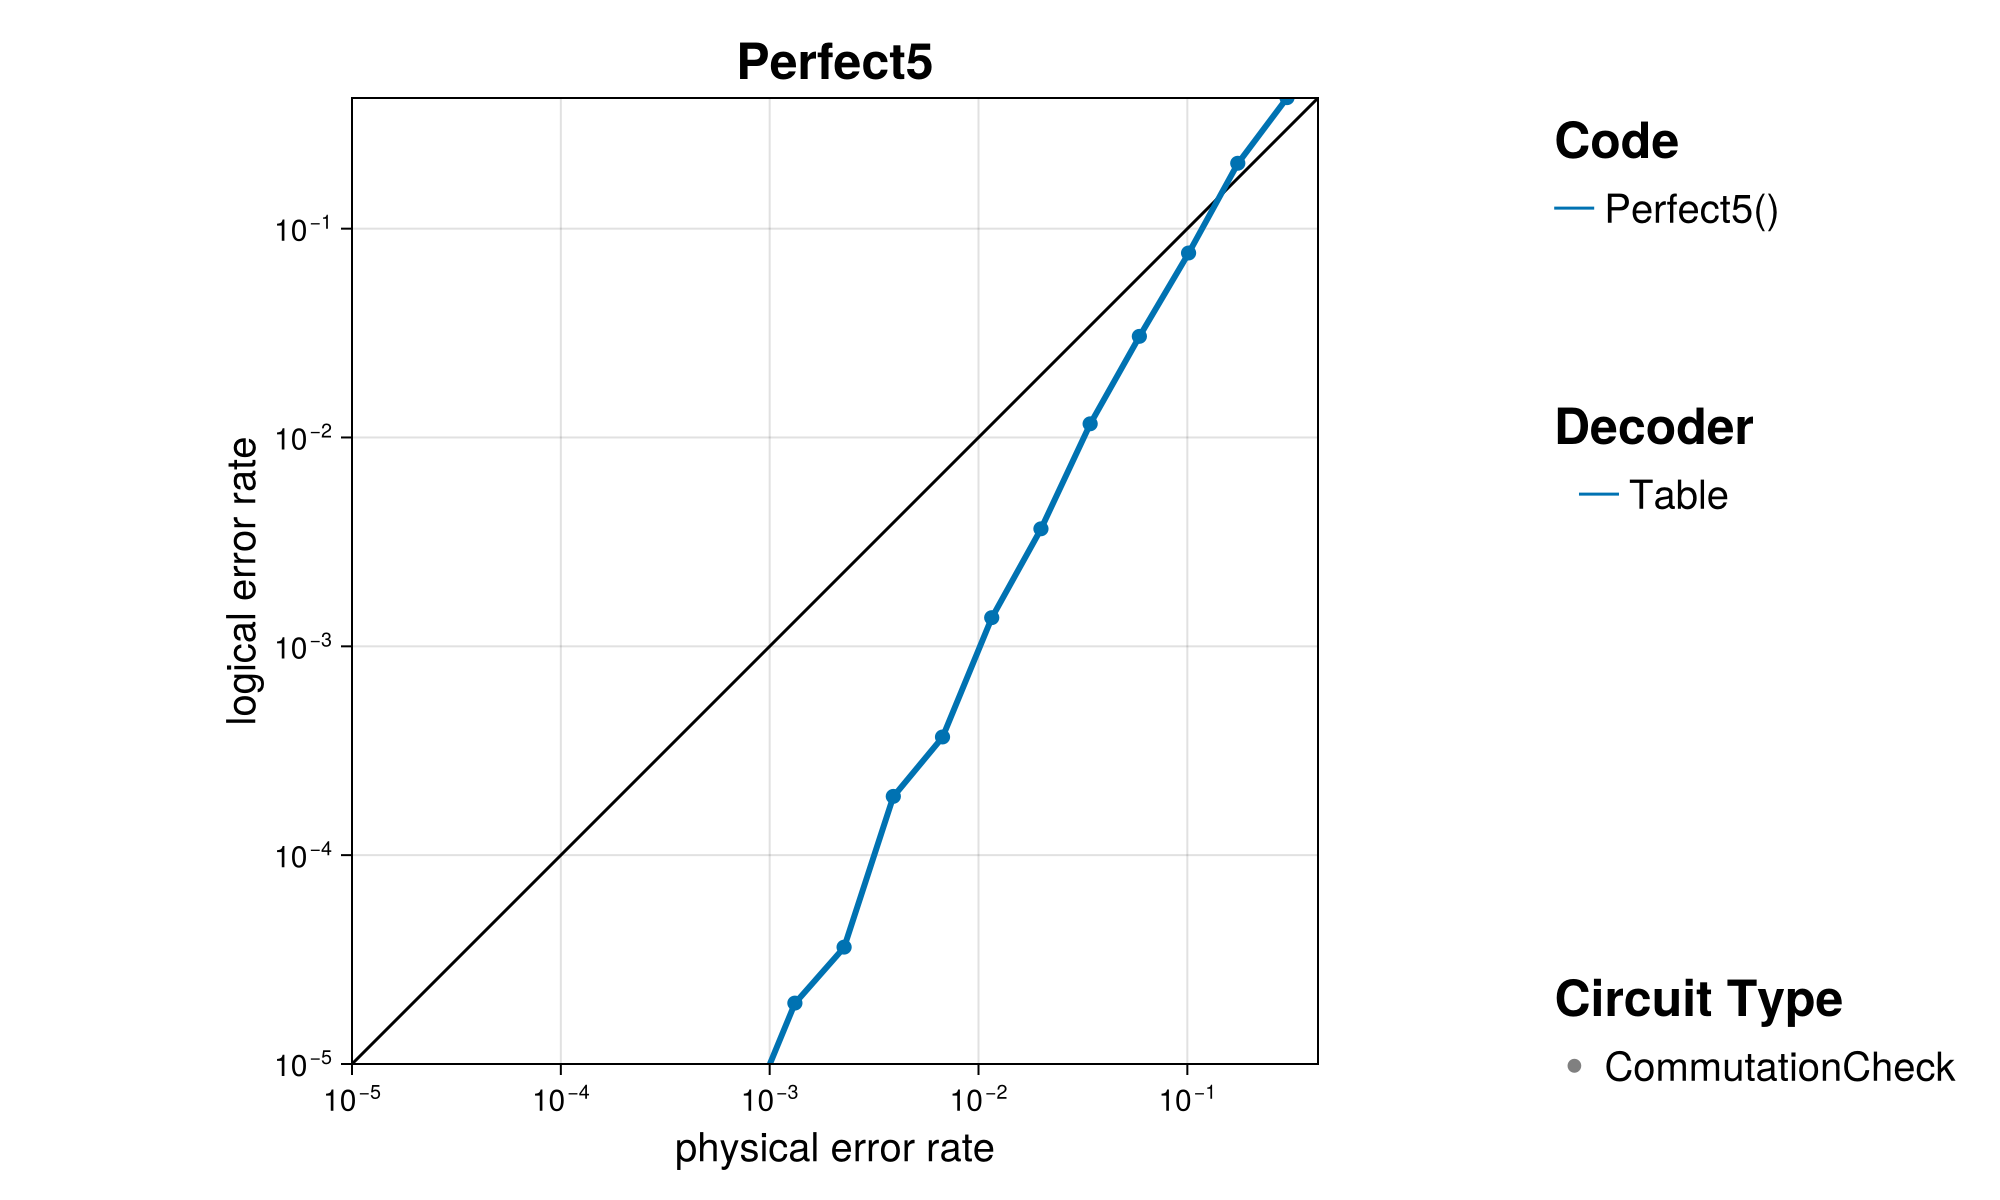 Perfect5
10⁻¹
10⁻²
10⁻³
10⁻⁴
10⁻⁵
logical error rate
10⁻⁵ 10⁻⁴ 10⁻³ 10⁻² 10⁻¹
physical error rate
Code
Perfect5()
Decoder
Table
Circuit Type
CommutationCheck